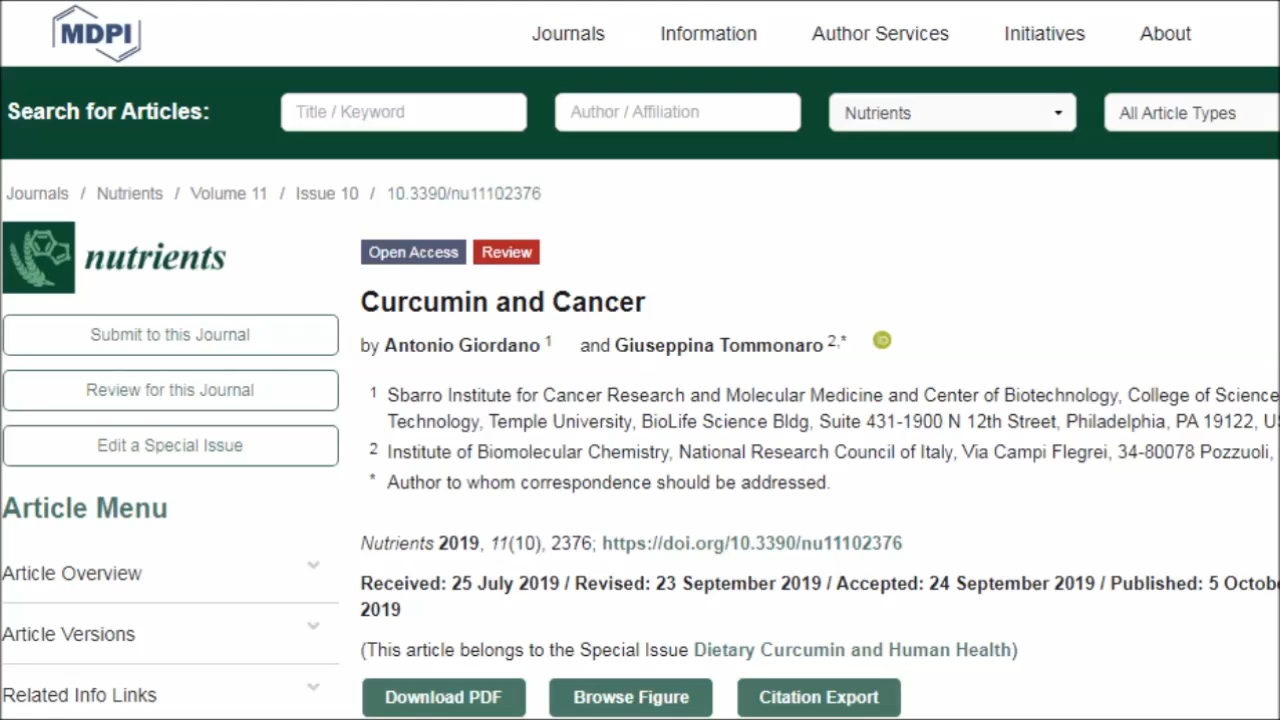 MDPI
Journals Information Author Services Initiatives About
Search for Articles: Title / Keyword Author / Affiliation Nutrients All Article Types
Journals / Nutrients / Volume 11 / Issue 10 / 10.3390/nu11102376
nutrients
Submit to this Journal
Review for this Journal
Edit a Special Issue
Article Menu
Article Overview
Article Versions
Related Info Links
Open Access Review
Curcumin and Cancer
by Antonio Giordano 1 and Giuseppina Tommonaro 2,* iD
1 Sbarro Institute for Cancer Research and Molecular Medicine and Center of Biotechnology, College of Science
Technology, Temple University, BioLife Science Bldg, Suite 431-1900 N 12th Street, Philadelphia, PA 19122,
2 Institute of Biomolecular Chemistry, National Research Council of Italy, Via Campi Flegrei, 34-80078 Pozzuoli,
* Author to whom correspondence should be addressed.
Nutrients 2019, 11(10), 2376; https://doi.org/10.3390/nu11102376
Received: 25 July 2019 / Revised: 23 September 2019 / Accepted: 24 September 2019 / Published: 5 Octobe
2019
(This article belongs to the Special Issue Dietary Curcumin and Human Health)
Download PDF Browse Figure Citation Export